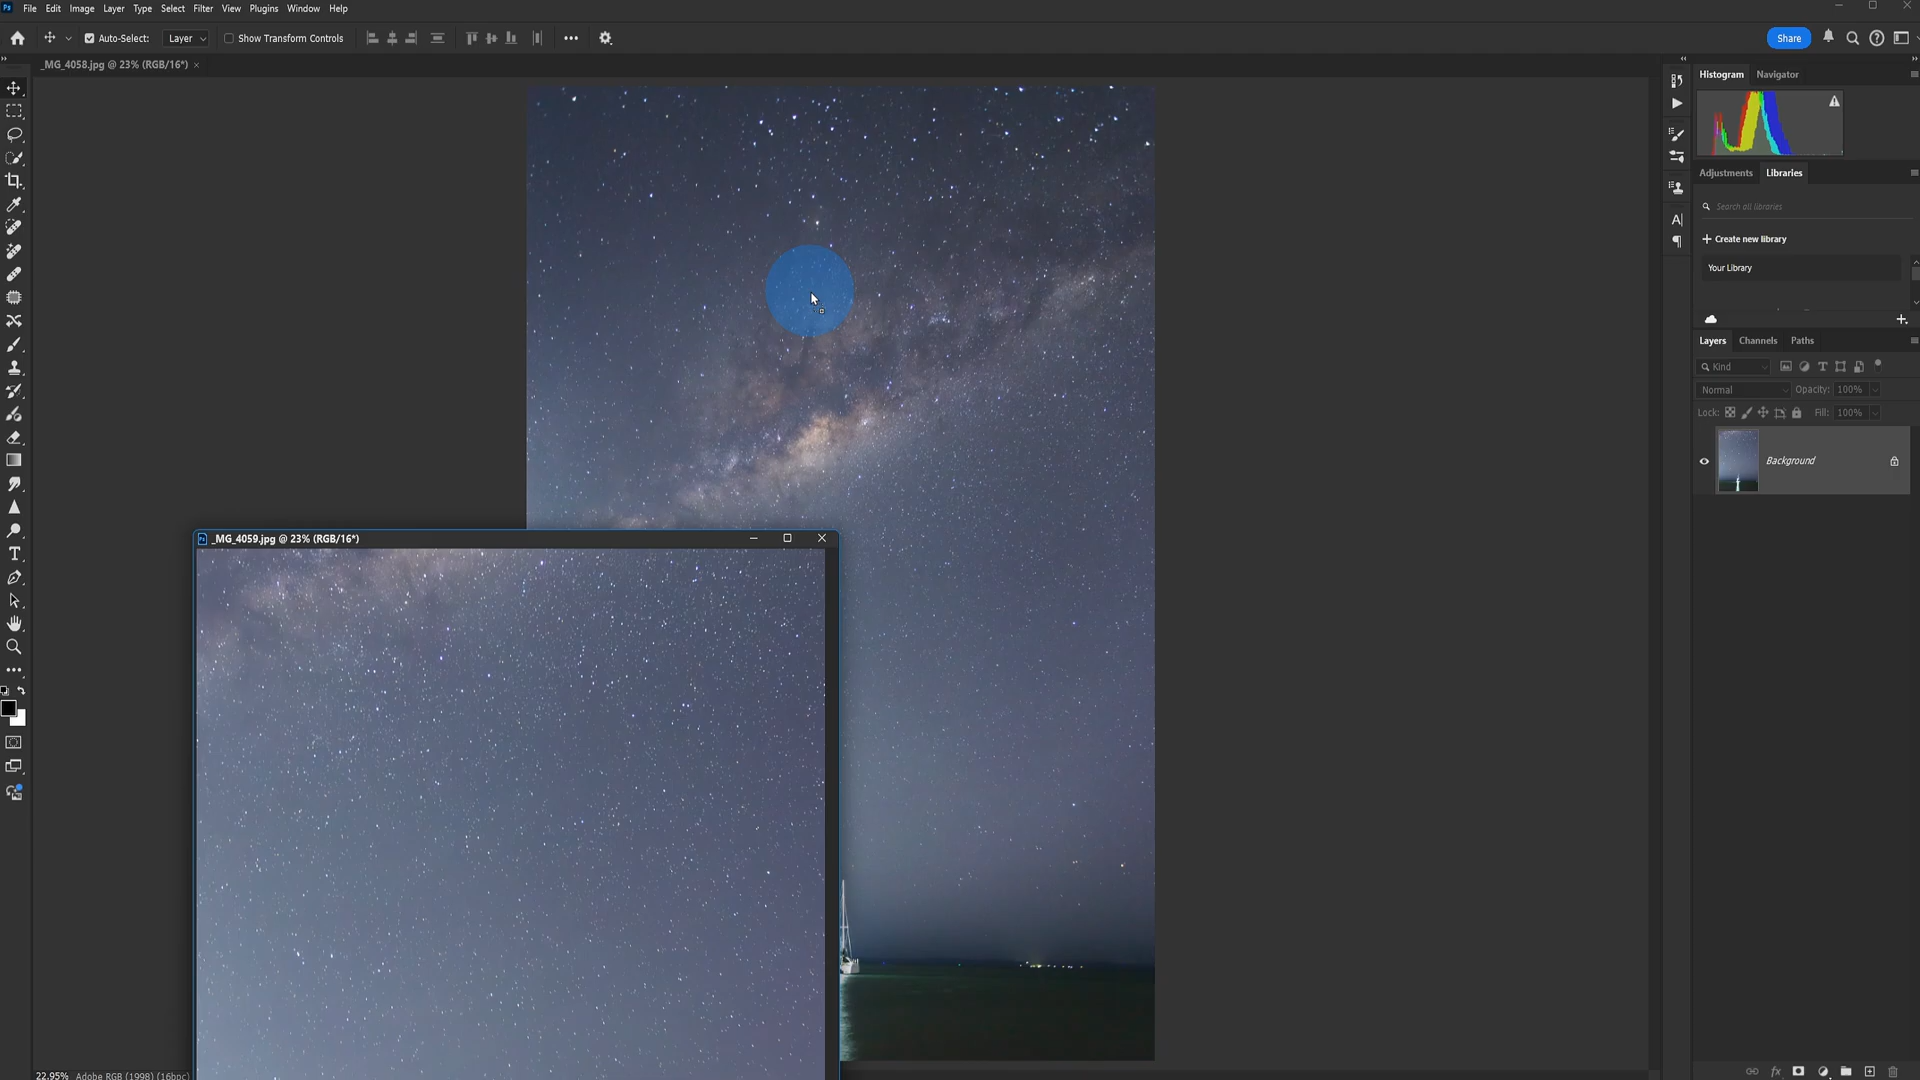 Ps File Edit Image Layer Type Select Filter View Plugins Window Help
Auto-Select: Layer Show Transform Controls Share
_MG_4058.jpg @ 23% (RGB/16*)
Histogram Navigator
Adjustments Libraries
Search all libraries
Create new library
Your Library
Layers Channels Paths
Kind
Normal Opacity: 100%
Lock: Fill: 100%
Background
Ps _MG_4059.jpg @ 23% (RGB/16*)
22.95% Adobe RGB (1998) (16bpc)
fx